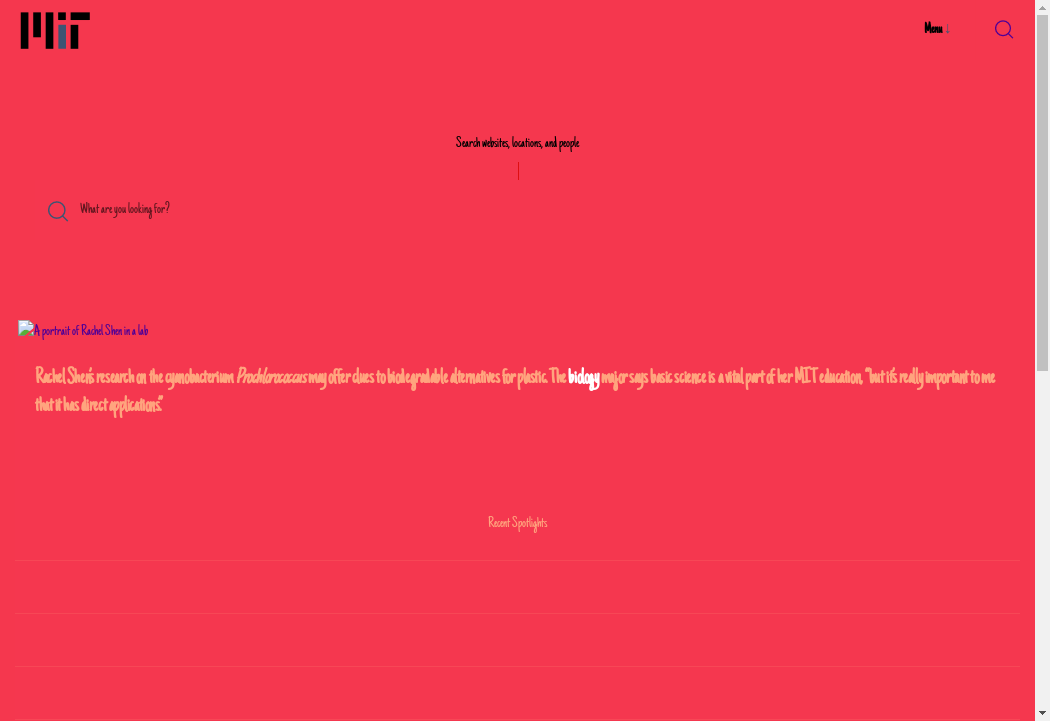 MIT
Menu ↓
Search websites, locations, and people
What are you looking for?
A portrait of Rachel Shen in a lab
Rachel Shen's research on the cyanobacterium Prochlorococcus may offer clues to biodegradable alternatives for plastic. The biology major says basic science is a vital part of her MIT education, “but it's really important to me
that it has direct applications.”
Recent Spotlights